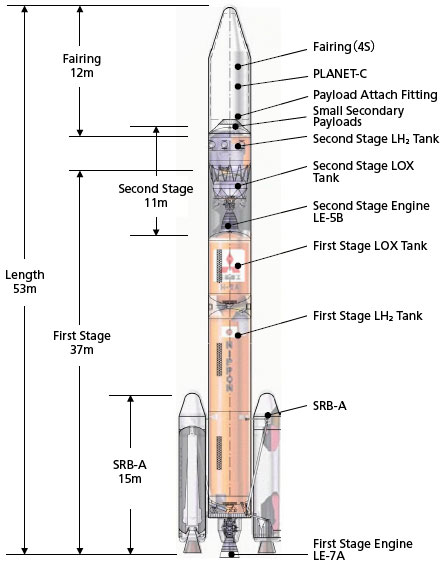 Fairing
12m
Second Stage
11m
Length
53m
First Stage
37m
SRB-A
15m
Fairing(4S)
PLANET-C
Payload Attach Fitting
Small Secondary
Payloads
Second Stage LH₂ Tank
Second Stage LOX
Tank
Second Stage Engine
LE-5B
First Stage LOX Tank
First Stage LH₂ Tank
SRB-A
First Stage Engine
LE-7A
NIPPON